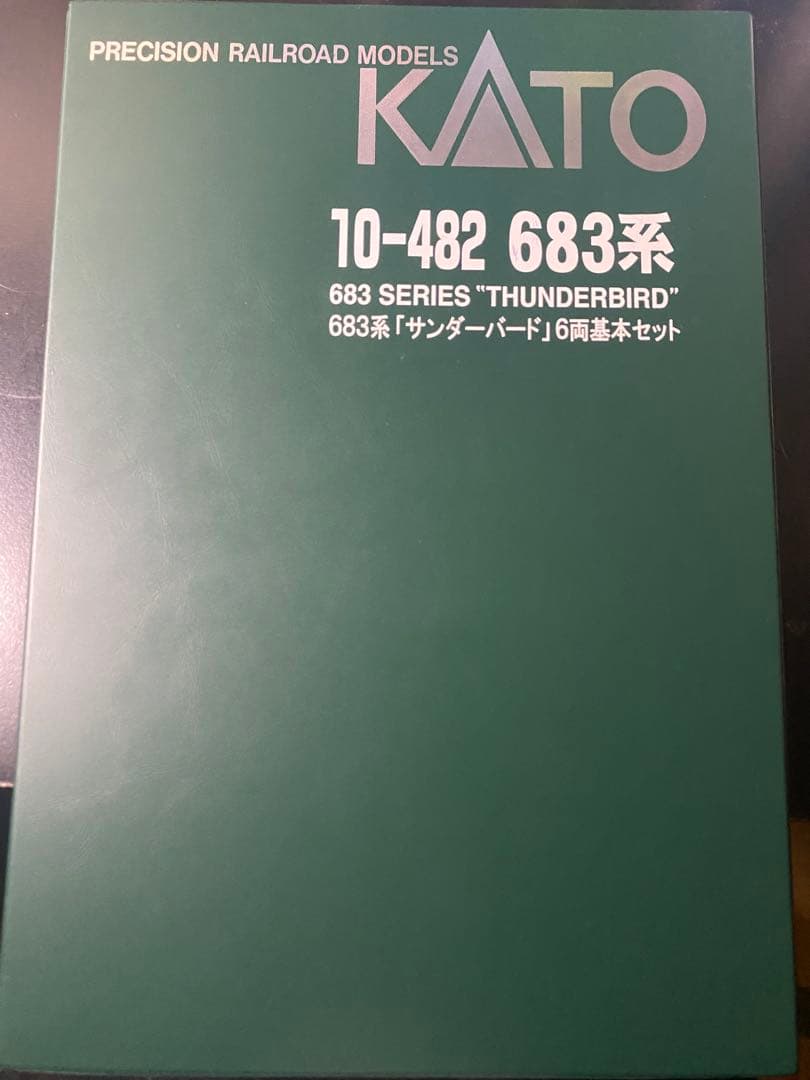 PRECISION RAILROAD MODELS
KATO
10-482 683系
683 SERIES "THUNDERBIRD"
683系「サンダーバード」6両基本セット